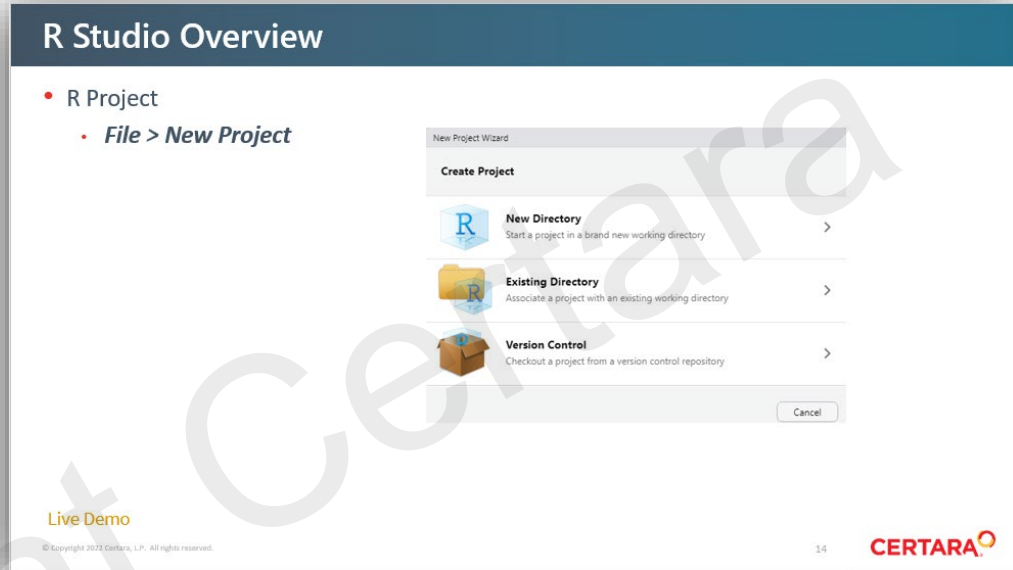 R Studio Overview
• R Project
• File > New Project
New Project Wizard
Create Project
New Directory
Start a project in a brand new working directory
Existing Directory
Associate a project with an existing working directory
Version Control
Checkout a project from a version control repository
Cancel
Live Demo
© Copyright 2022 Certara, L.P. All rights reserved.
14
CERTARA
nt Certara